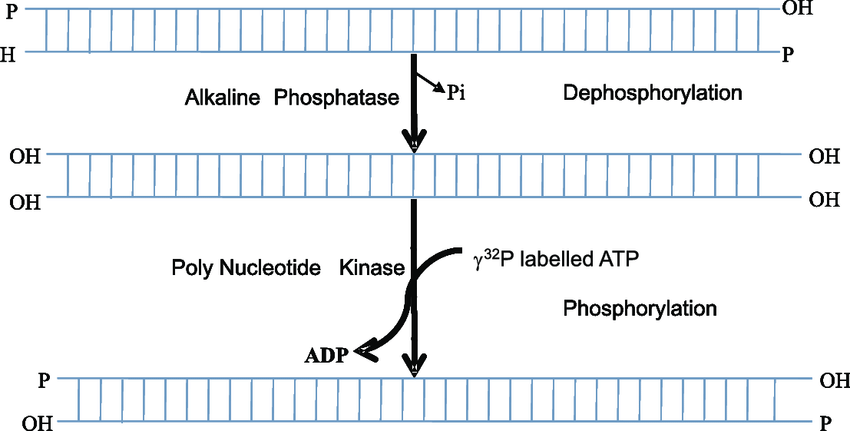 P OH
H P
Alkaline Phosphatase Pi Dephosphorylation
OH OH
OH OH
Poly Nucleotide Kinase γ³²P labelled ATP
Phosphorylation
ADP
P OH
OH P